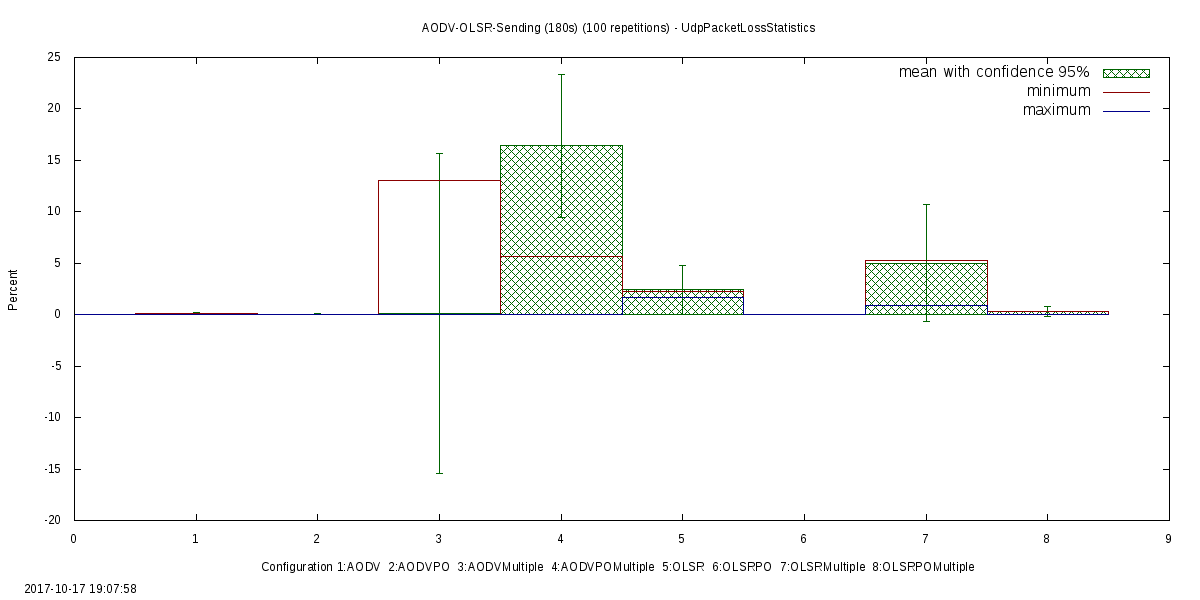 AODV-OLSR-Sending (180s) (100 repetitions) - UdpPacketLossStatistics
25
20
15
10
5
0
-5
-10
-15
-20
Percent
mean with confidence 95%
minimum
maximum
0 1 2 3 4 5 6 7 8 9
Configuration 1:AODV 2:AODVPO 3:AODVMultiple 4:AODVPOMultiple 5:OLSR 6:OLSRPO 7:OLSRMultiple 8:OLSRPOMultiple
2017-10-17 19:07:58